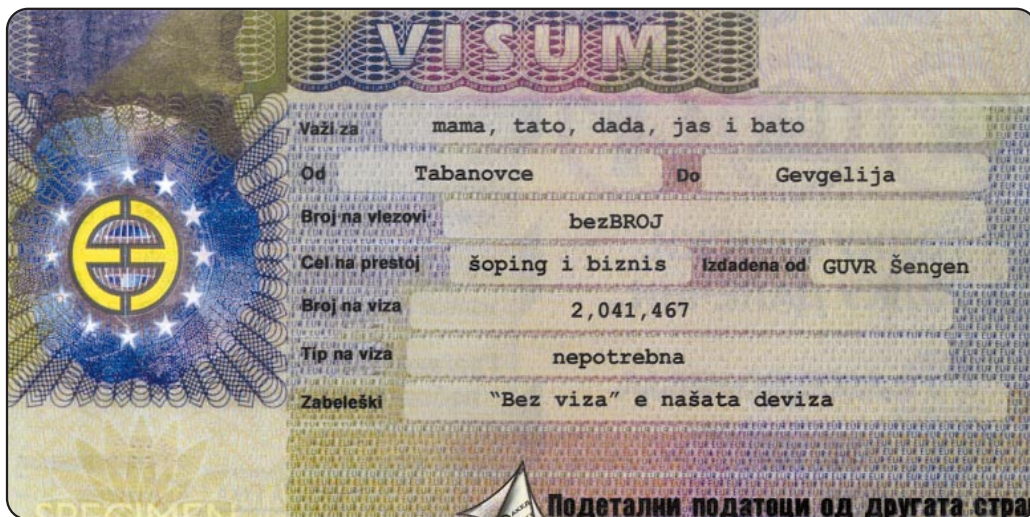 VISUM
Važi za mama, tato, dada, jas i bato
Od Tabanovce Do Gevgelija
Broj na vlezovi bezBROJ
Cel na prestoj šoping i biznis Izdadena od GUVR Šengen
Broj na viza 2,041,467
Tip na viza nepotrebna
Zabeleški "Bez viza" e našata deviza
SPECIMEN
Подетални податоци од другата стра